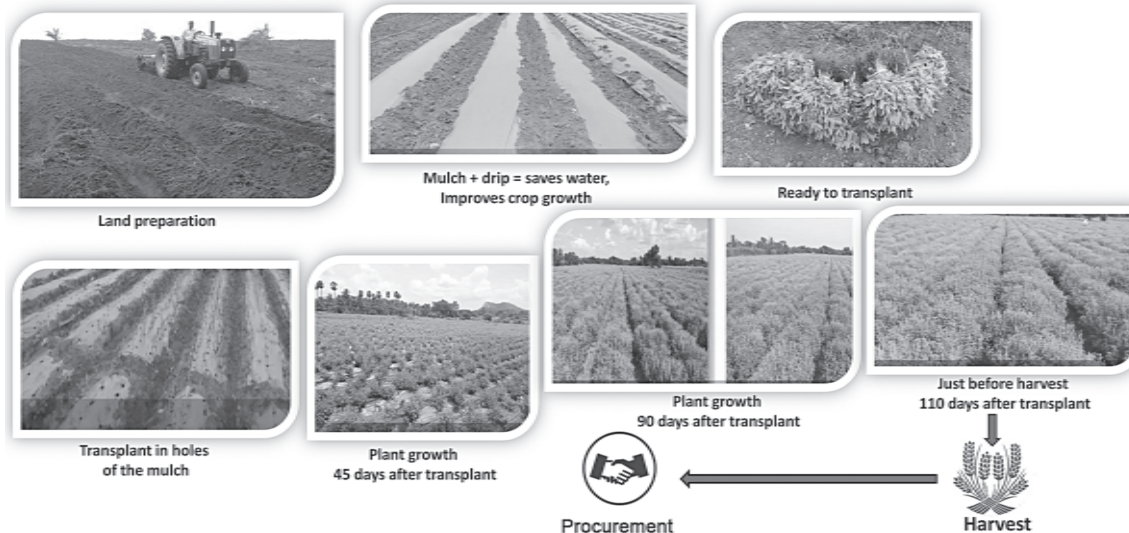 Land preparation
Mulch + drip = saves water,
Improves crop growth
Ready to transplant
Transplant in holes
of the mulch
Plant growth
45 days after transplant
Plant growth
90 days after transplant
Just before harvest
110 days after transplant
Harvest
Procurement